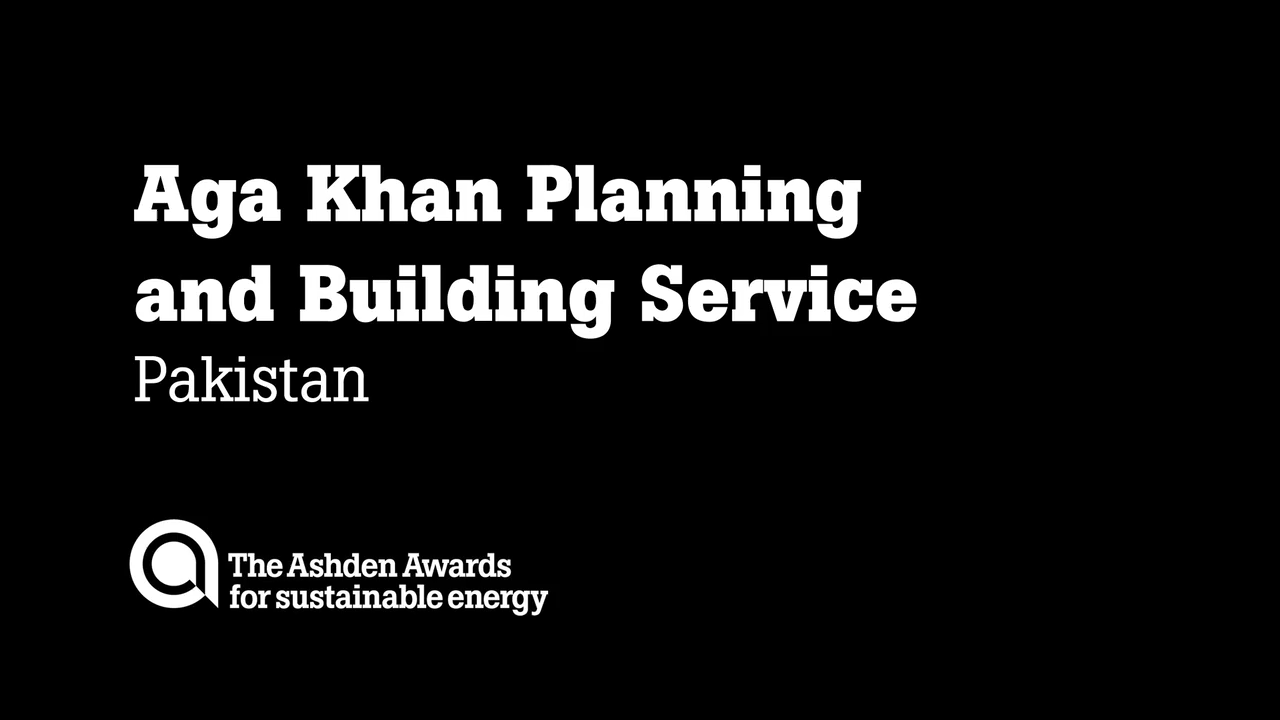 Aga Khan Planning
and Building Service
Pakistan
The Ashden Awards
for sustainable energy